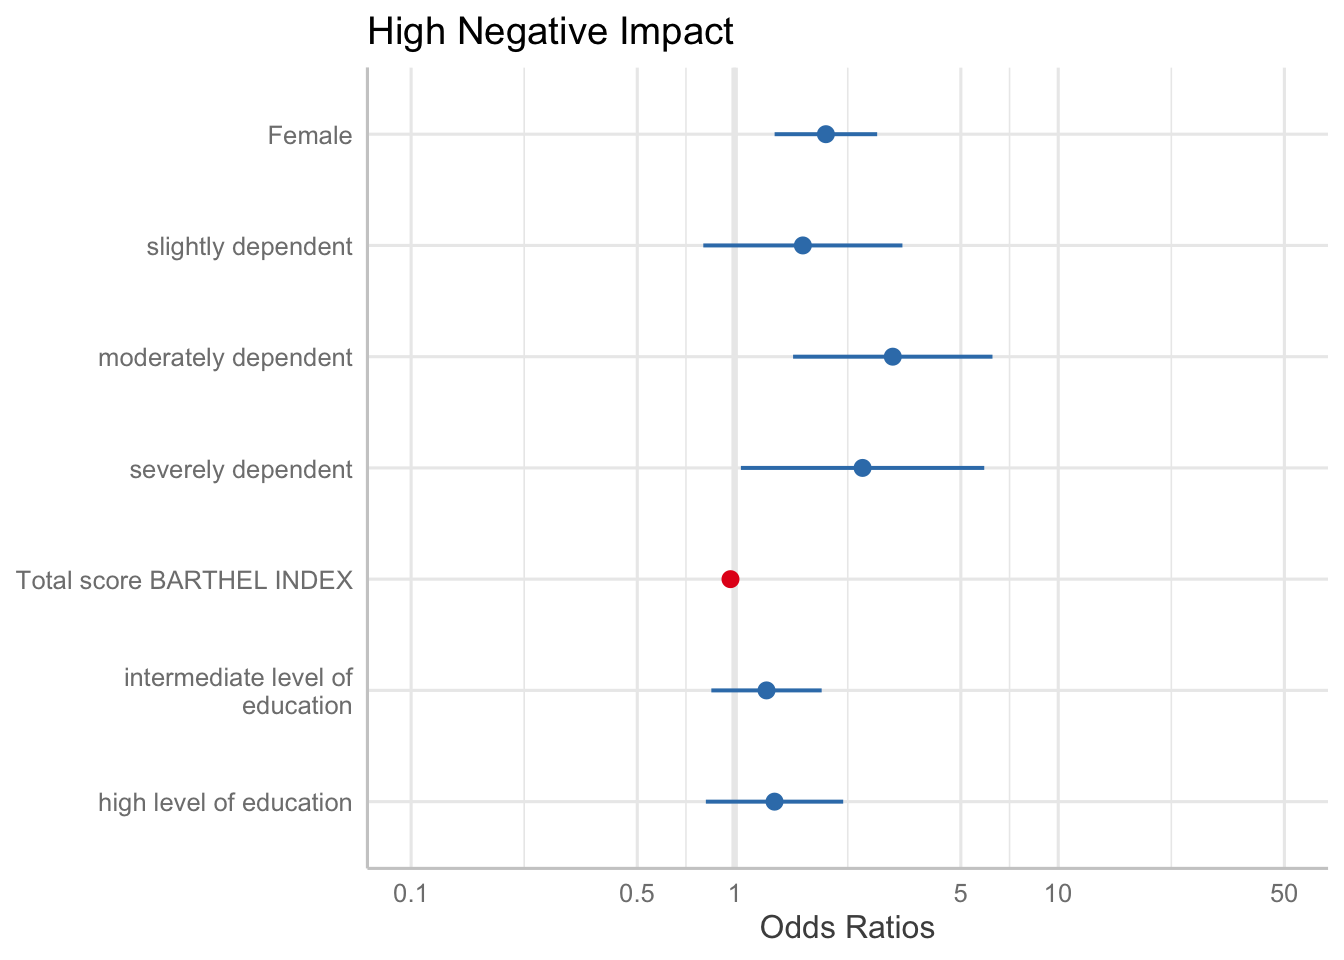 High Negative Impact
Female
slightly dependent
moderately dependent
severely dependent
Total score BARTHEL INDEX
intermediate level of
education
high level of education
0.1 0.5 1 5 10 50
Odds Ratios